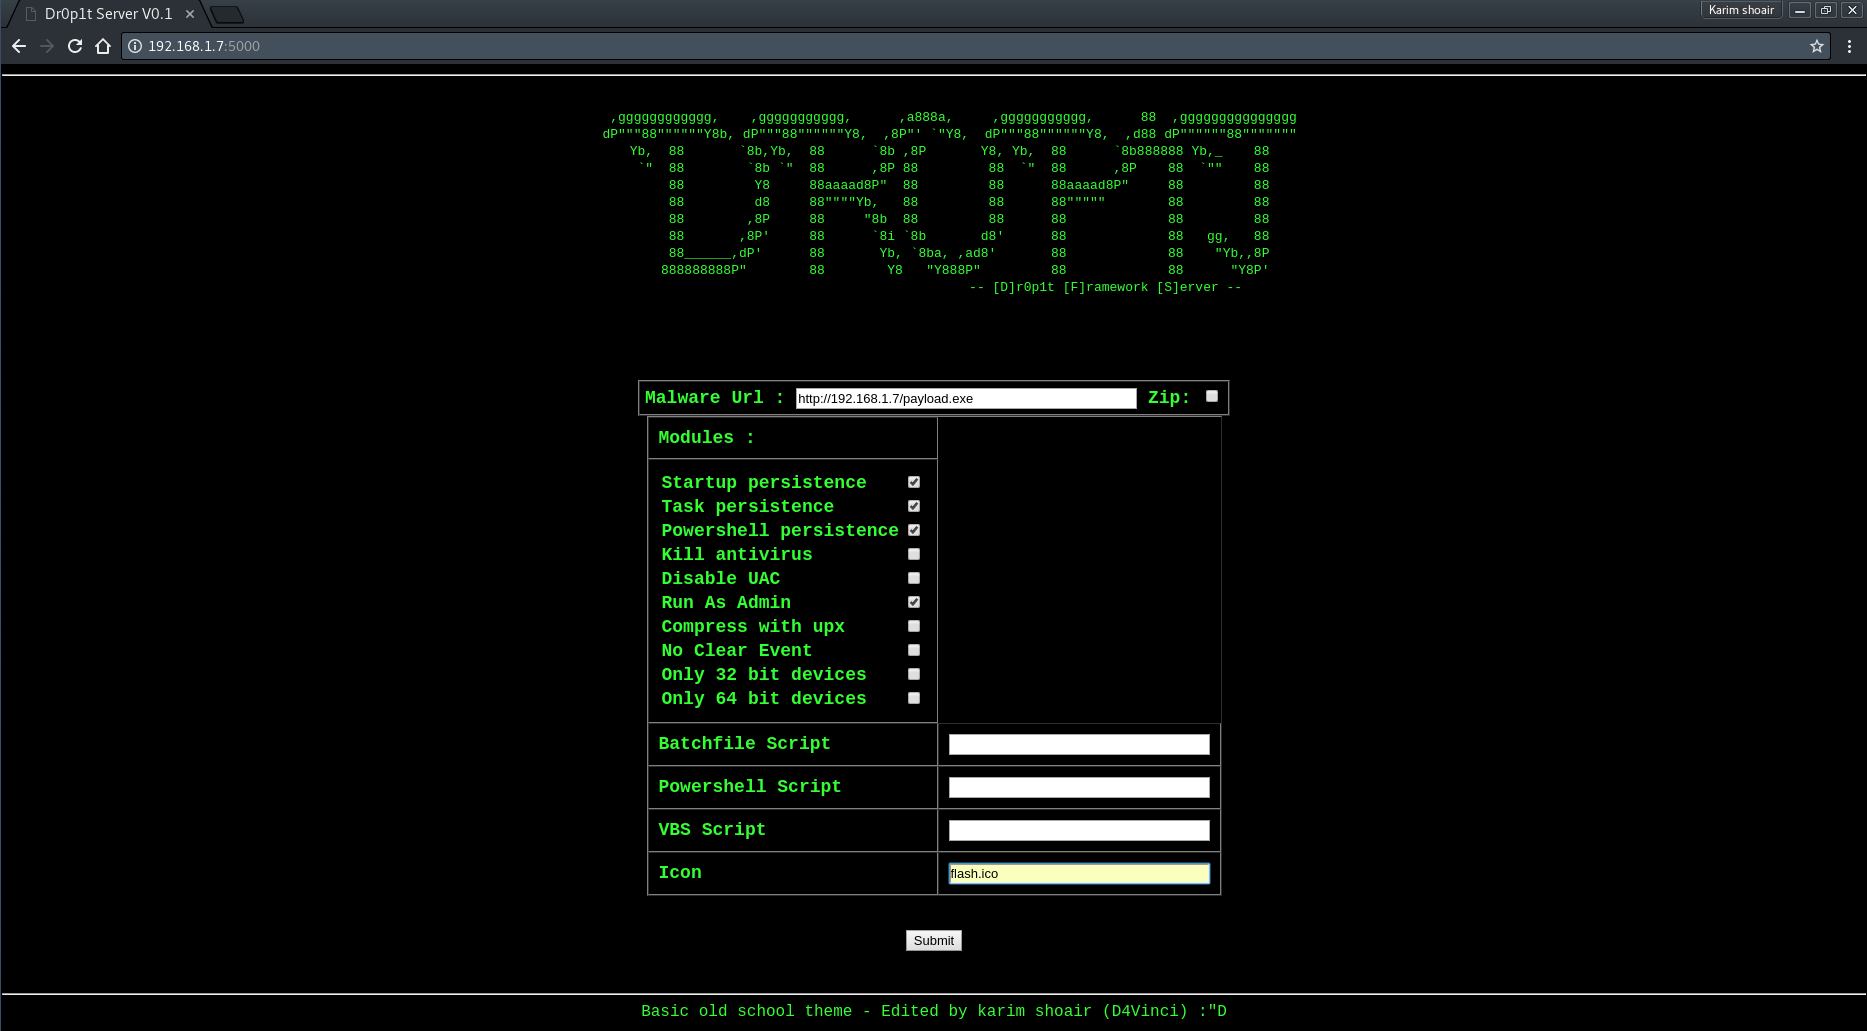 Dr0p1t Server V0.1
Karim shoair
192.168.1.7:5000
-- [D]r0p1t [F]ramework [S]erver --
Malware Url : http://192.168.1.7/payload.exe Zip:
Modules :
Startup persistence
Task persistence
Powershell persistence
Kill antivirus
Disable UAC
Run As Admin
Compress with upx
No Clear Event
Only 32 bit devices
Only 64 bit devices
Batchfile Script
Powershell Script
VBS Script
Icon flash.ico
Submit
Basic old school theme - Edited by karim shoair (D4Vinci) :"D